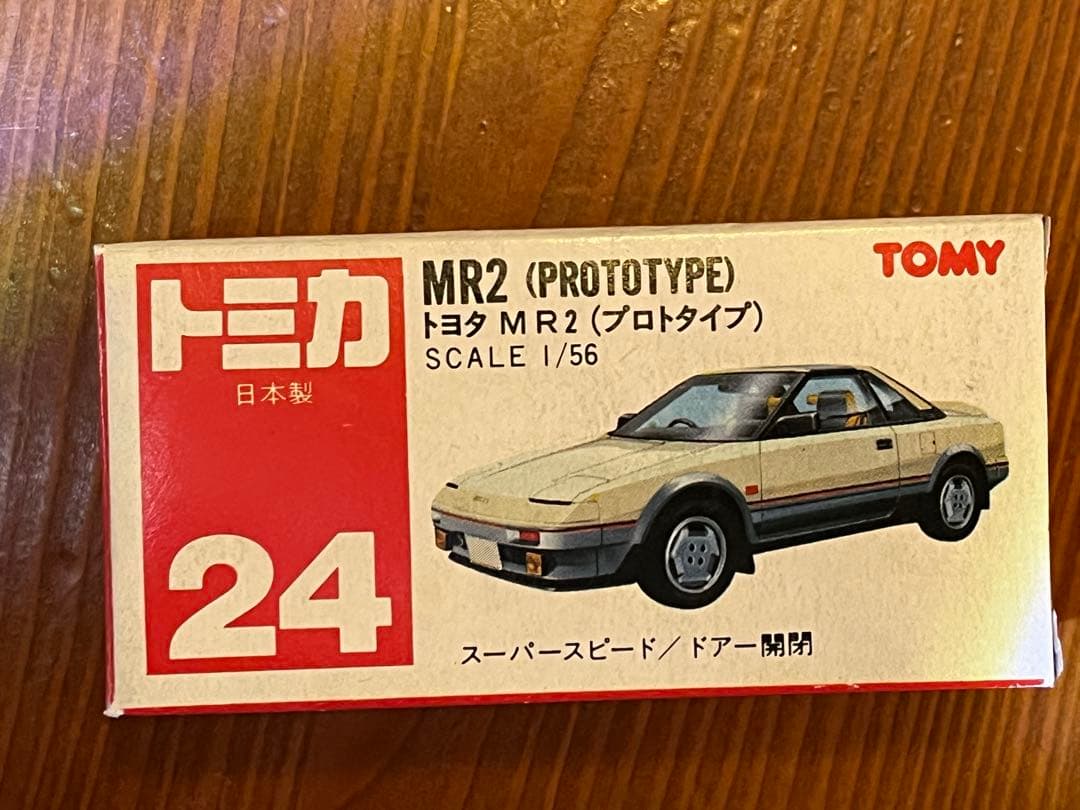 トミカ
日本製
24
MR2 (PROTOTYPE)
トヨタ MR2(プロトタイプ)
SCALE 1/56
TOMY
スーパースピード/ドアー開閉